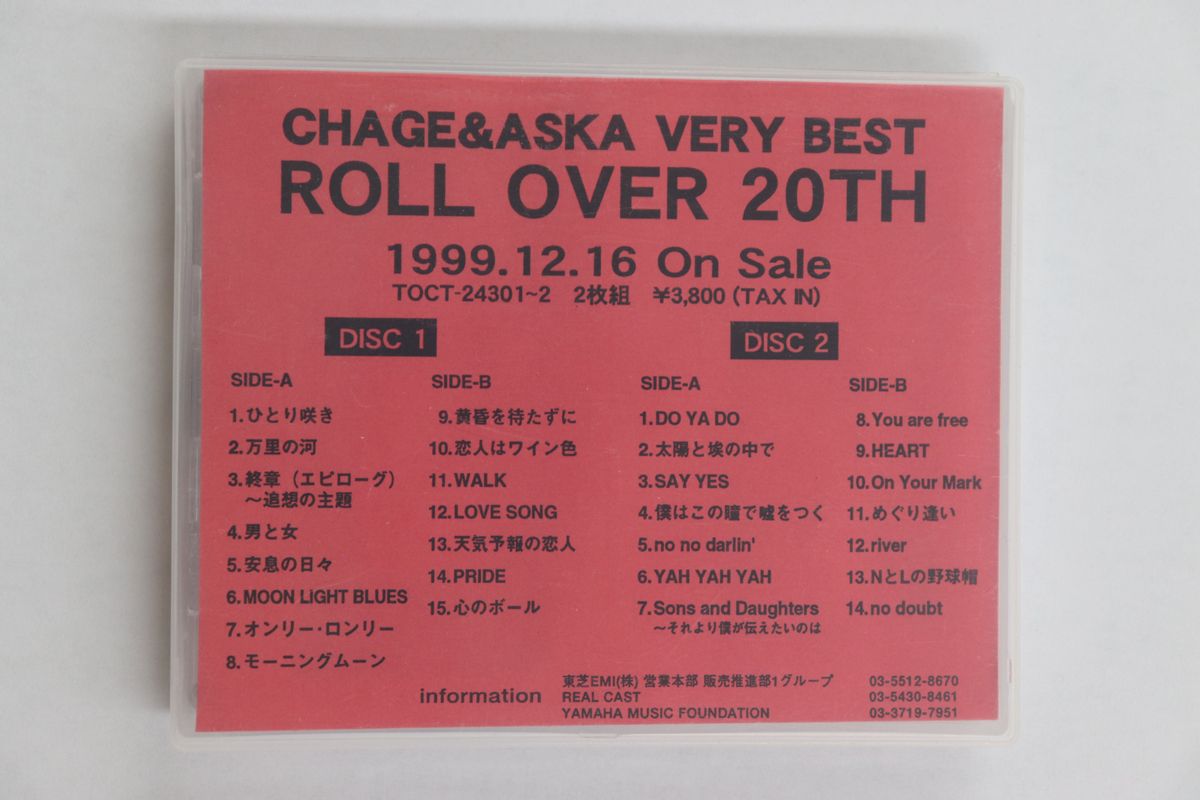 CHAGE&ASKA VERY BEST
ROLL OVER 20TH
1999.12.16 On Sale
TOCT-24301~2 2枚組 ¥3,800 (TAX IN)
DISC 1
SIDE-A
1.ひとり咲き
2.万里の河
3.終章（エピローグ）
～追想の主題
4.男と女
5.安息の日々
6.MOON LIGHT BLUES
7.オンリー・ロンリー
8.モーニングムーン
SIDE-B
9.黄昏を待たずに
10.恋人はワイン色
11.WALK
12.LOVE SONG
13.天気予報の恋人
14.PRIDE
15.心のボール
DISC 2
SIDE-A
1.DO YA DO
2.太陽と埃の中で
3.SAY YES
4.僕はこの瞳で嘘をつく
5.no no darlin'
6.YAH YAH YAH
7.Sons and Daughters
～それより僕が伝えたいのは
SIDE-B
8.You are free
9.HEART
10.On Your Mark
11.めぐり逢い
12.river
13.NとLの野球帽
14.no doubt
information
東芝EMI(株) 営業本部 販売推進部1グループ 03-5512-8670
REAL CAST 03-5430-8461
YAMAHA MUSIC FOUNDATION 03-3719-7951